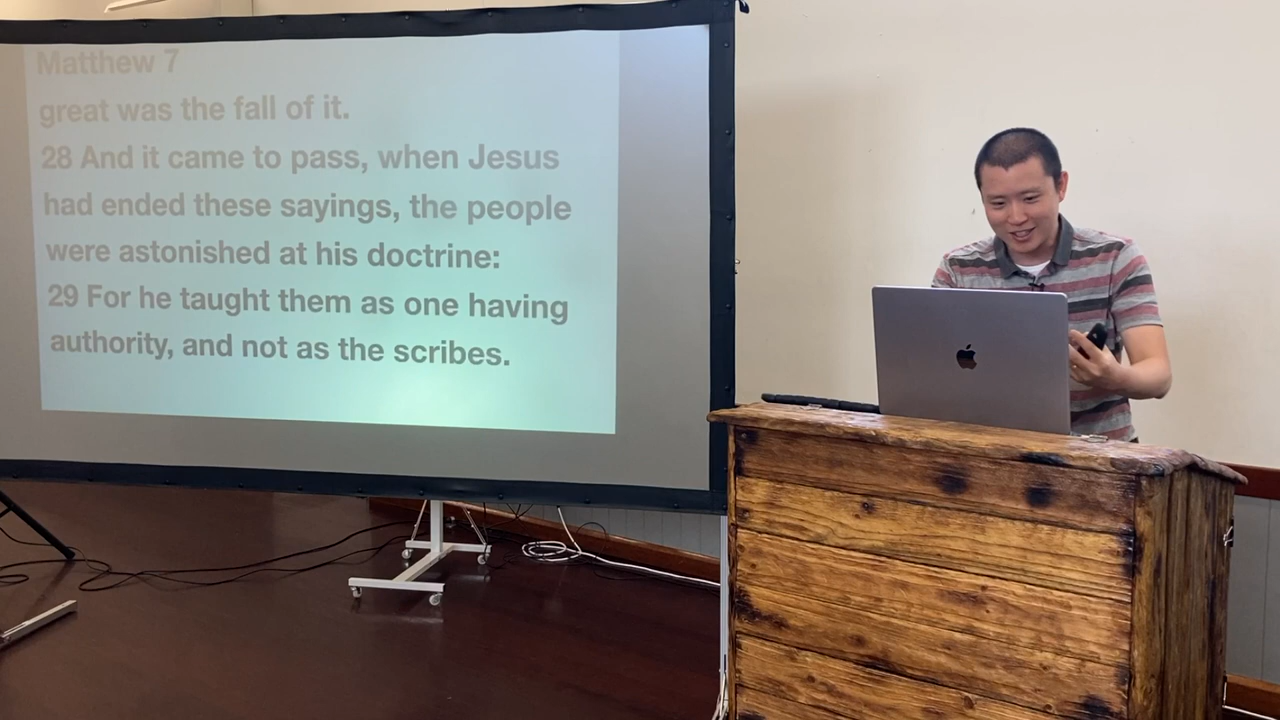 Matthew 7
great was the fall of it.
28 And it came to pass, when Jesus
had ended these sayings, the people
were astonished at his doctrine:
29 For he taught them as one having
authority, and not as the scribes.